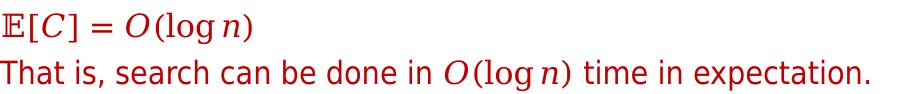 𝔼[C] = O(log n)
That is, search can be done in O(log n) time in expectation.